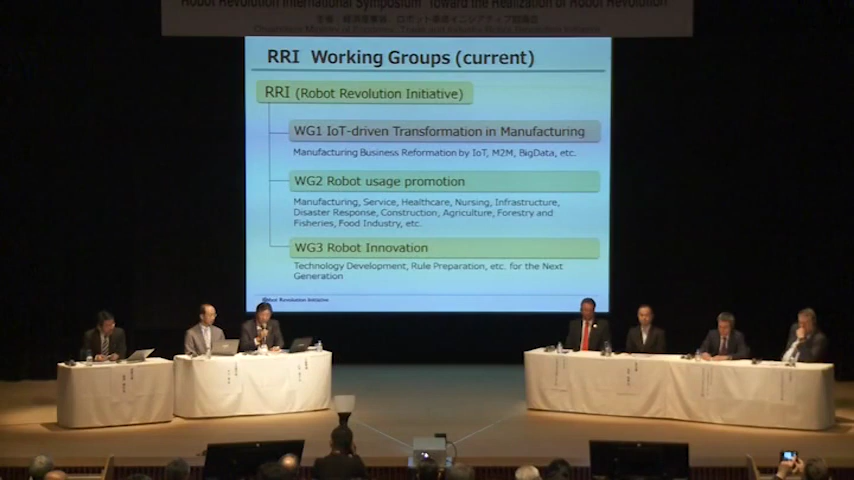 Robot Revolution International Symposium Toward the Realization of Robot Revolution
RRI Working Groups (current)
RRI (Robot Revolution Initiative)
WG1 IoT-driven Transformation in Manufacturing
Manufacturing Business Reformation by IoT, M2M, BigData, etc.
WG2 Robot usage promotion
Manufacturing, Service, Healthcare, Nursing, Infrastructure,
Disaster Response, Construction, Agriculture, Forestry and
Fisheries, Food Industry, etc.
WG3 Robot Innovation
Technology Development, Rule Preparation, etc. for the Next
Generation
Robot Revolution Initiative